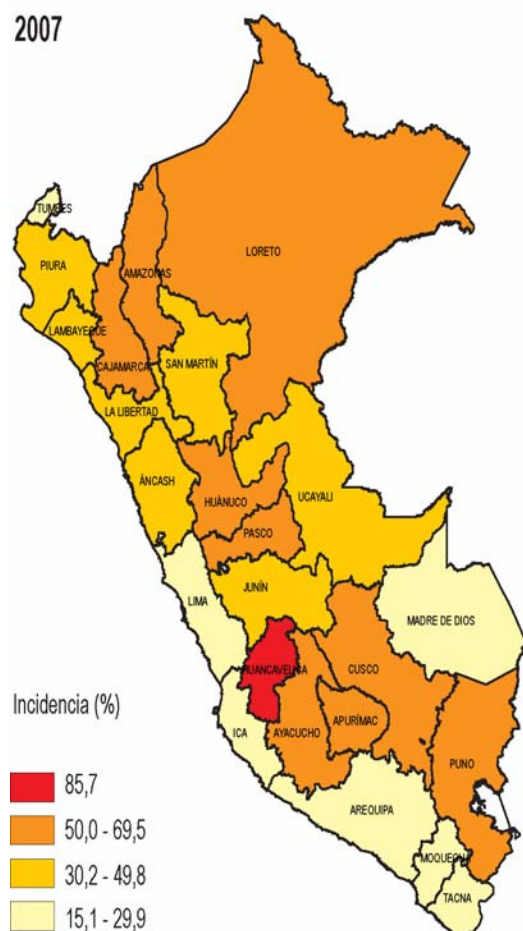 2007
LORETO
TUMBES
PIURA
AMAZONAS
LAMBAYEQUE
CAJAMARCA
SAN MARTÍN
LA LIBERTAD
ÁNCASH
HUÁNUCO
UCAYALI
PASCO
JUNÍN
LIMA
MADRE DE DIOS
HUANCAVELICA
CUSCO
ICA
AYACUCHO
APURÍMAC
PUNO
AREQUIPA
MOQUEGUA
TACNA
Incidencia (%)
85,7
50,0 - 69,5
30,2 - 49,8
15,1 - 29,9